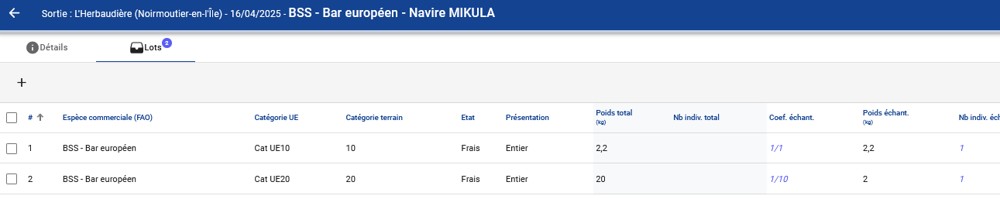 Sortie : L'Herbaudière (Noirmoutier-en-l'Île) - 16/04/2025 - BSS - Bar européen - Navire MIKULA
Détails Lots 2
+
# Espèce commerciale (FAO) Catégorie UE Catégorie terrain Etat Présentation Poids total (kg) Nb indiv. total Coef. échant. Poids échant. (kg) Nb indiv. éch
1 BSS - Bar européen Cat UE10 10 Frais Entier 2,2 1/1 2,2 1
2 BSS - Bar européen Cat UE20 20 Frais Entier 20 1/10 2 1